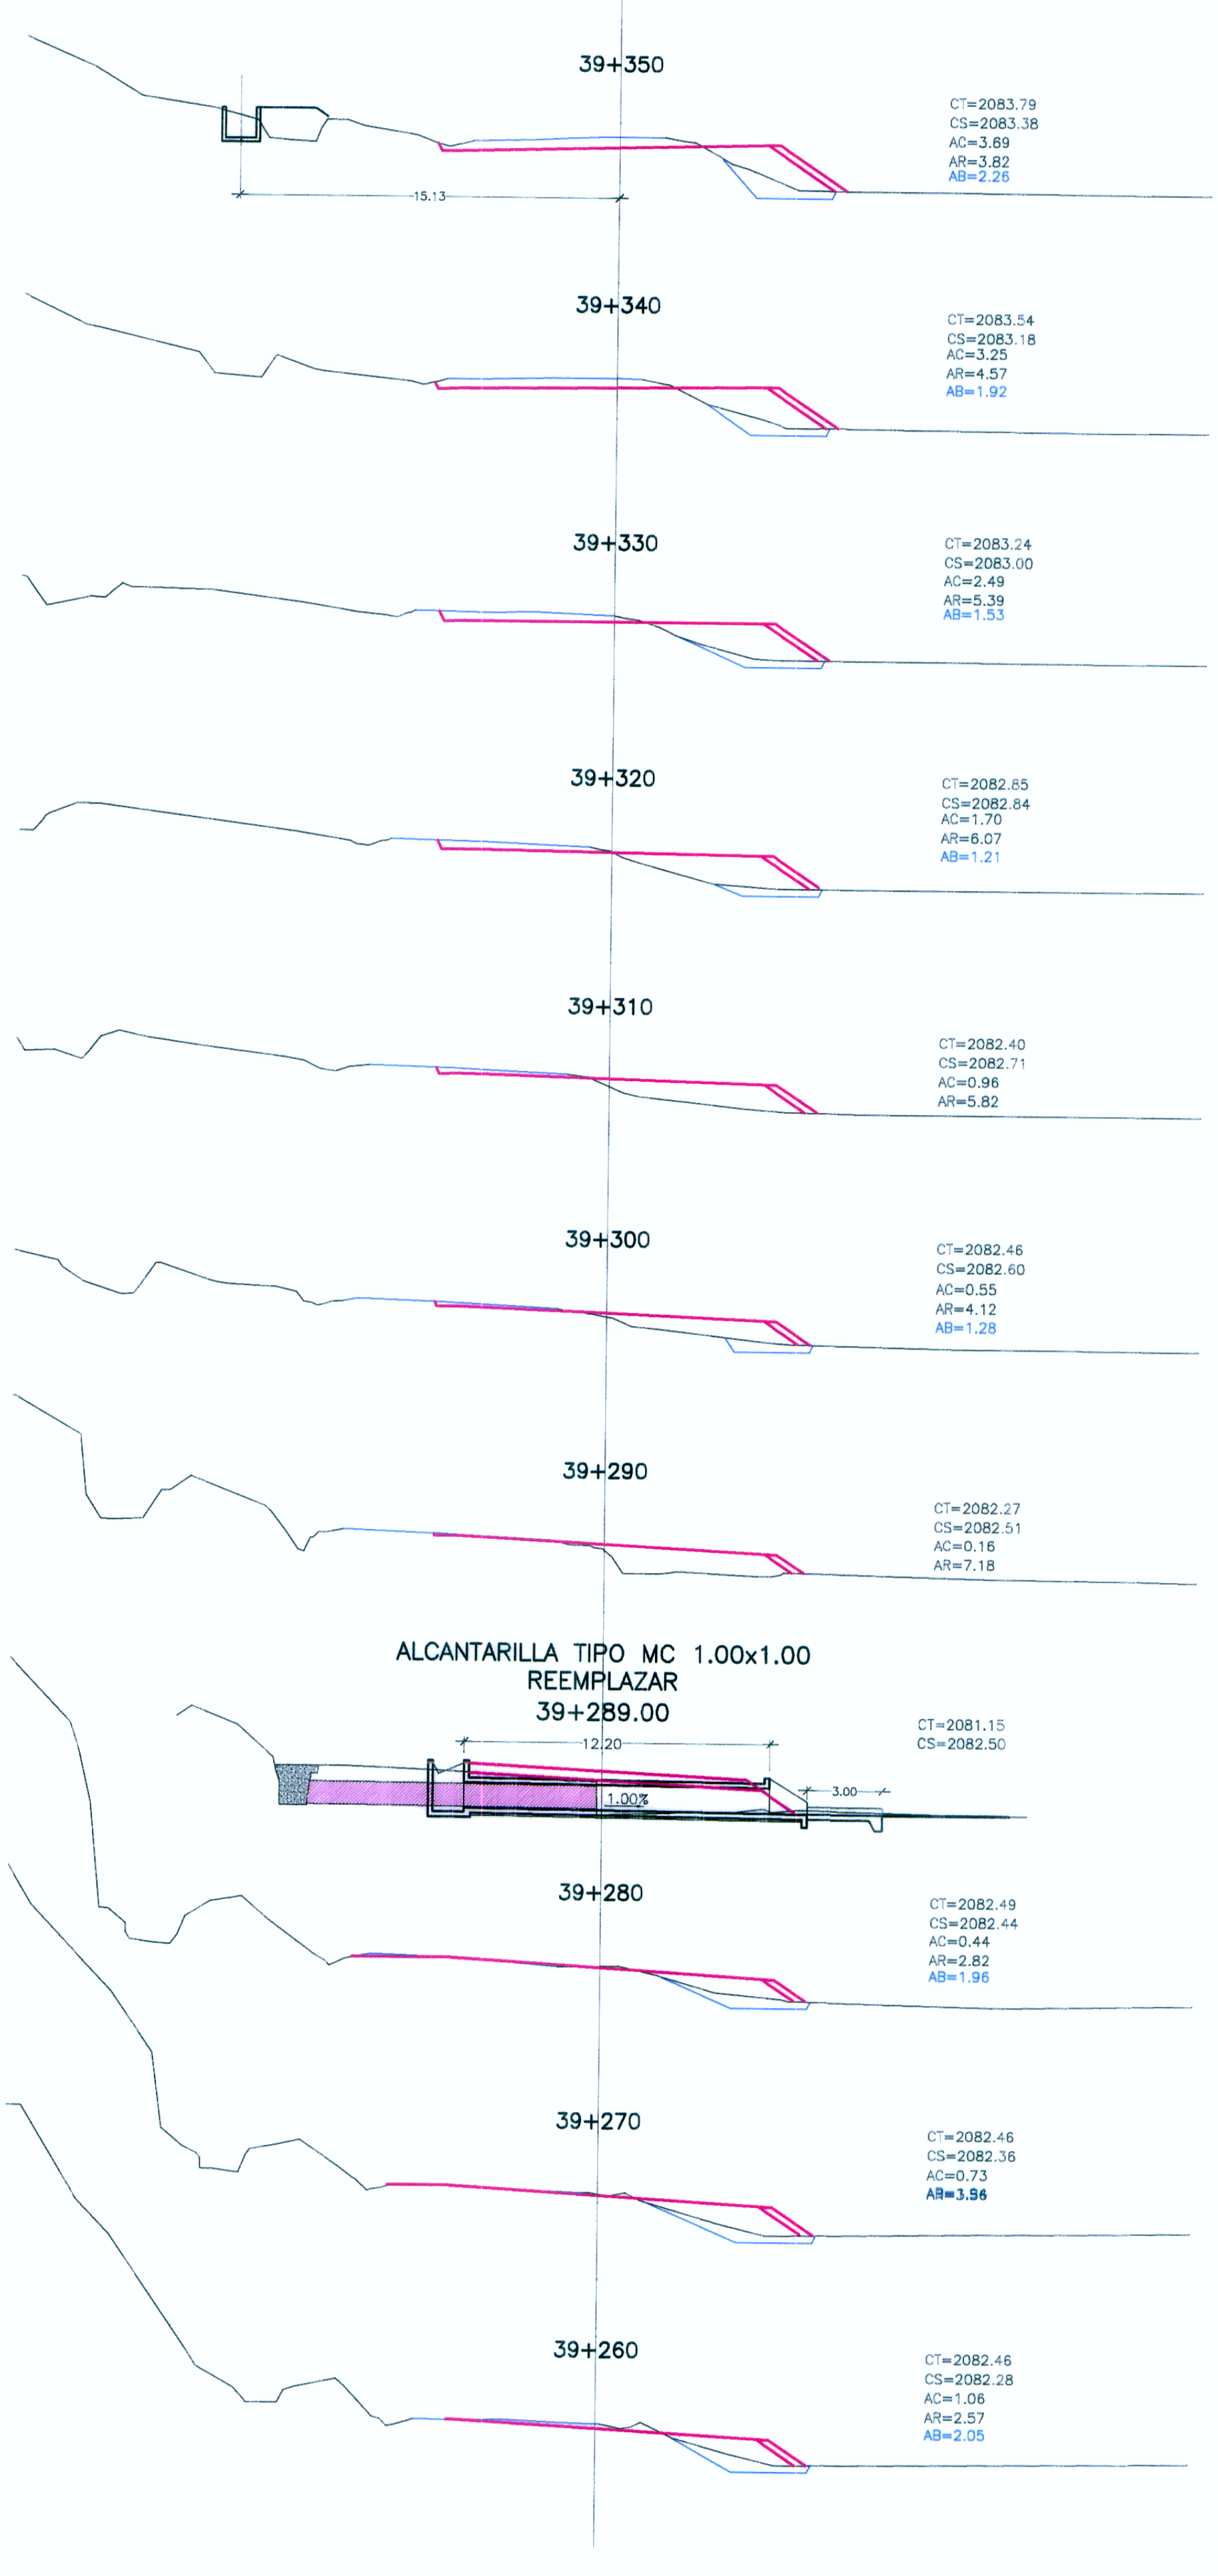 39+350
CT=2083.79
CS=2083.38
AC=3.69
AR=3.82
AB=2.26
15.13
39+340
CT=2083.54
CS=2083.18
AC=3.25
AR=4.57
AB=1.92
39+330
CT=2083.24
CS=2083.00
AC=2.49
AR=5.39
AB=1.53
39+320
CT=2082.85
CS=2082.84
AC=1.70
AR=6.07
AB=1.21
39+310
CT=2082.40
CS=2082.71
AC=0.96
AR=5.82
39+300
CT=2082.46
CS=2082.60
AC=0.55
AR=4.12
AB=1.28
39+290
CT=2082.27
CS=2082.51
AC=0.16
AR=7.18
ALCANTARILLA TIPO MC 1.00x1.00
REEMPLAZAR
39+289.00
CT=2081.15
CS=2082.50
12.20
3.00
1.00%
39+280
CT=2082.49
CS=2082.44
AC=0.44
AR=2.82
AB=1.96
39+270
CT=2082.46
CS=2082.36
AC=0.73
39+260
CT=2082.46
CS=2082.28
AC=1.06
AR=2.57
AB=2.05